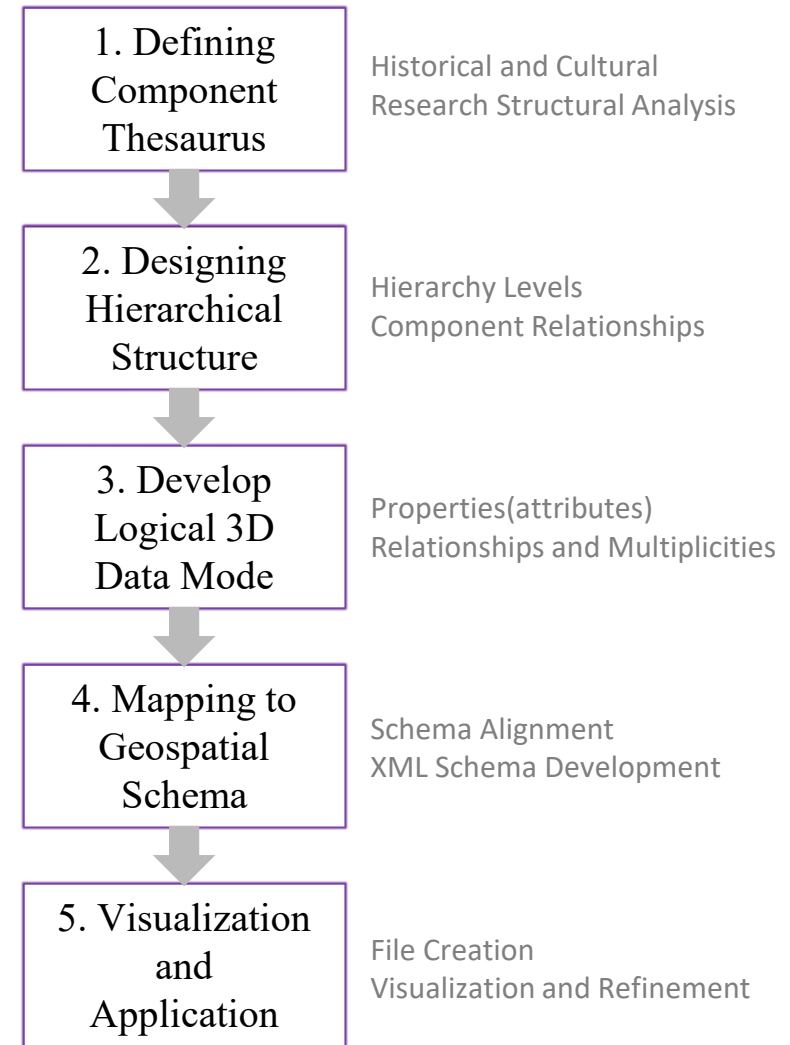 1. Defining
Component
Thesaurus
Historical and Cultural
Research Structural Analysis
2. Designing
Hierarchical
Structure
Hierarchy Levels
Component Relationships
3. Develop
Logical 3D
Data Mode
Properties(attributes)
Relationships and Multiplicities
4. Mapping to
Geospatial
Schema
Schema Alignment
XML Schema Development
5. Visualization
and
Application
File Creation
Visualization and Refinement